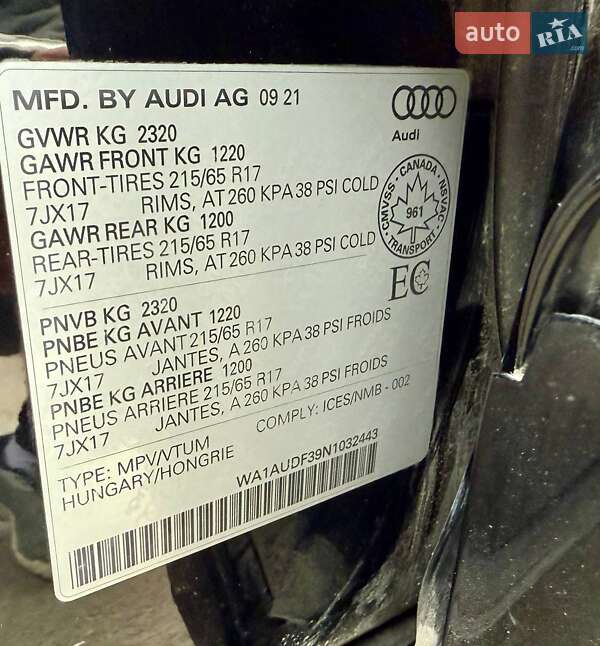 auto RIA.com
MFD. BY AUDI AG 09 21
Audi
GVWR KG 2320
GAWR FRONT KG 1220
FRONT-TIRES 215/65 R17
7JX17 RIMS, AT 260 KPA 38 PSI COLD
GAWR REAR KG 1200
REAR-TIRES 215/65 R17
7JX17 RIMS, AT 260 KPA 38 PSI COLD
CANADA
CMVSS NSVAC
961
TRANSPORT
EC
PNVB KG 2320
PNBE KG AVANT 1220
PNEUS AVANT 215/65 R17
7JX17 JANTES, A 260 KPA 38 PSI FROIDS
PNBE KG ARRIERE 1200
PNEUS ARRIERE 215/65 R17
7JX17 JANTES, A 260 KPA 38 PSI FROIDS
TYPE: MPV/VTUM COMPLY: ICES/NMB - 002
HUNGARY/HONGRIE WA1AUDF39N1032443